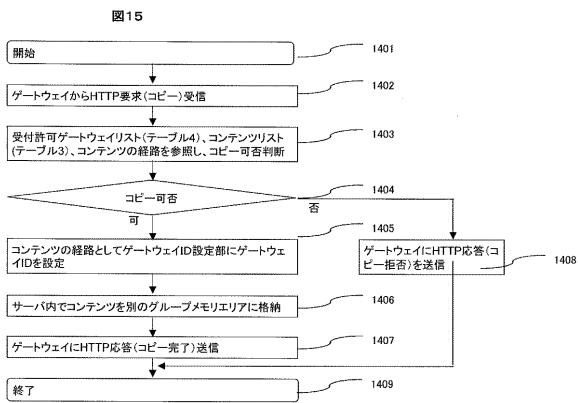 図15
開始
1401
ゲートウェイからHTTP要求(コピー)受信
1402
受付許可ゲートウェイリスト(テーブル4)、コンテンツリスト
(テーブル3)、コンテンツの経路を参照し、コピー可否判断
1403
コピー可否
1404
可
否
コンテンツの経路としてゲートウェイID設定部にゲートウェ
イIDを設定
1405
ゲートウェイにHTTP応答(コ
ピー拒否)を送信
1408
サーバ内でコンテンツを別のグループメモリエリアに格納
1406
ゲートウェイにHTTP応答(コピー完了)送信
1407
終了
1409